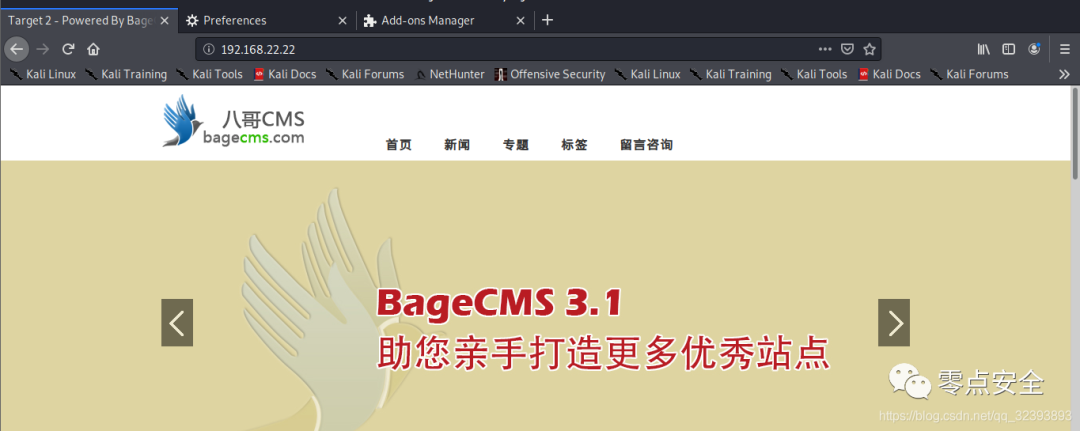 Target 2 - Powered By Bage
Preferences
Add-ons Manager
192.168.22.22
Kali Linux Kali Training Kali Tools Kali Docs Kali Forums NetHunter Offensive Security Kali Linux Kali Training Kali Tools Kali Docs Kali Forums
八哥CMS
bagecms.com
首页 新闻 专题 标签 留言咨询
BageCMS 3.1
助您亲手打造更多优秀站点
零点安全
https://blog.csdn.net/qq_32393893